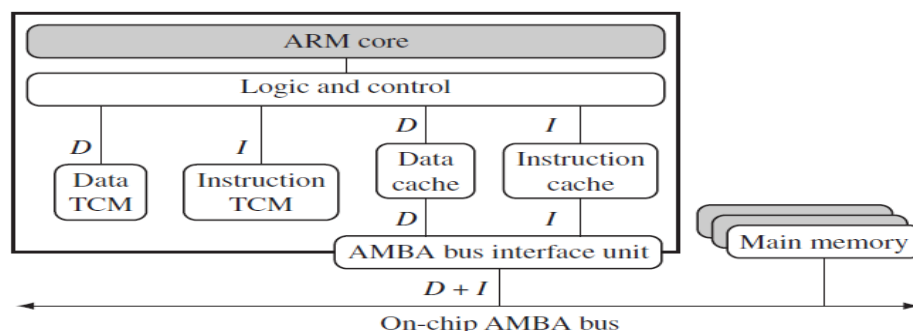 ARM core
Logic and control
D
I
D
I
Data
TCM
Instruction
TCM
Data
cache
Instruction
cache
D
I
AMBA bus interface unit
Main memory
D + I
On-chip AMBA bus